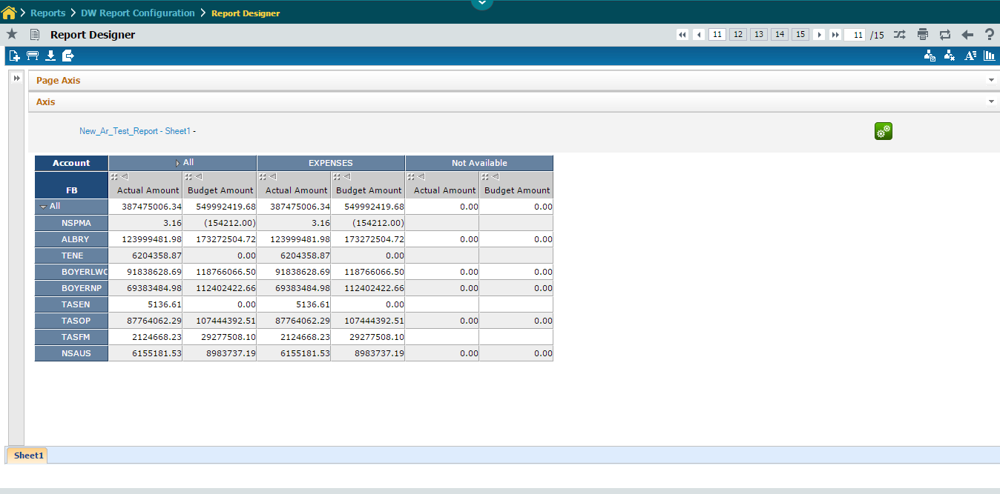 Reports DW Report Configuration Report Designer
Report Designer 11 12 13 14 15 11 /15 ?
Page Axis
Axis
New_Ar_Test_Report - Sheet1 -
Account All EXPENSES Not Available
FB Actual Amount Budget Amount Actual Amount Budget Amount Actual Amount Budget Amount
All 387475006.34 549992419.68 387475006.34 549992419.68 0.00 0.00
NSPMA 3.16 (154212.00) 3.16 (154212.00)
ALBRY 123999481.98 173272504.72 123999481.98 173272504.72 0.00 0.00
TENE 6204358.87 0.00 6204358.87 0.00
BOYERLWC 91838628.69 118766066.50 91838628.69 118766066.50 0.00 0.00
BOYERNP 69383484.98 112402422.66 69383484.98 112402422.66 0.00 0.00
TASEN 5136.61 0.00 5136.61 0.00
TASOP 87764062.29 107444392.51 87764062.29 107444392.51 0.00 0.00
TASFM 2124668.23 29277508.10 2124668.23 29277508.10
NSAUS 6155181.53 8983737.19 6155181.53 8983737.19 0.00 0.00
Sheet1